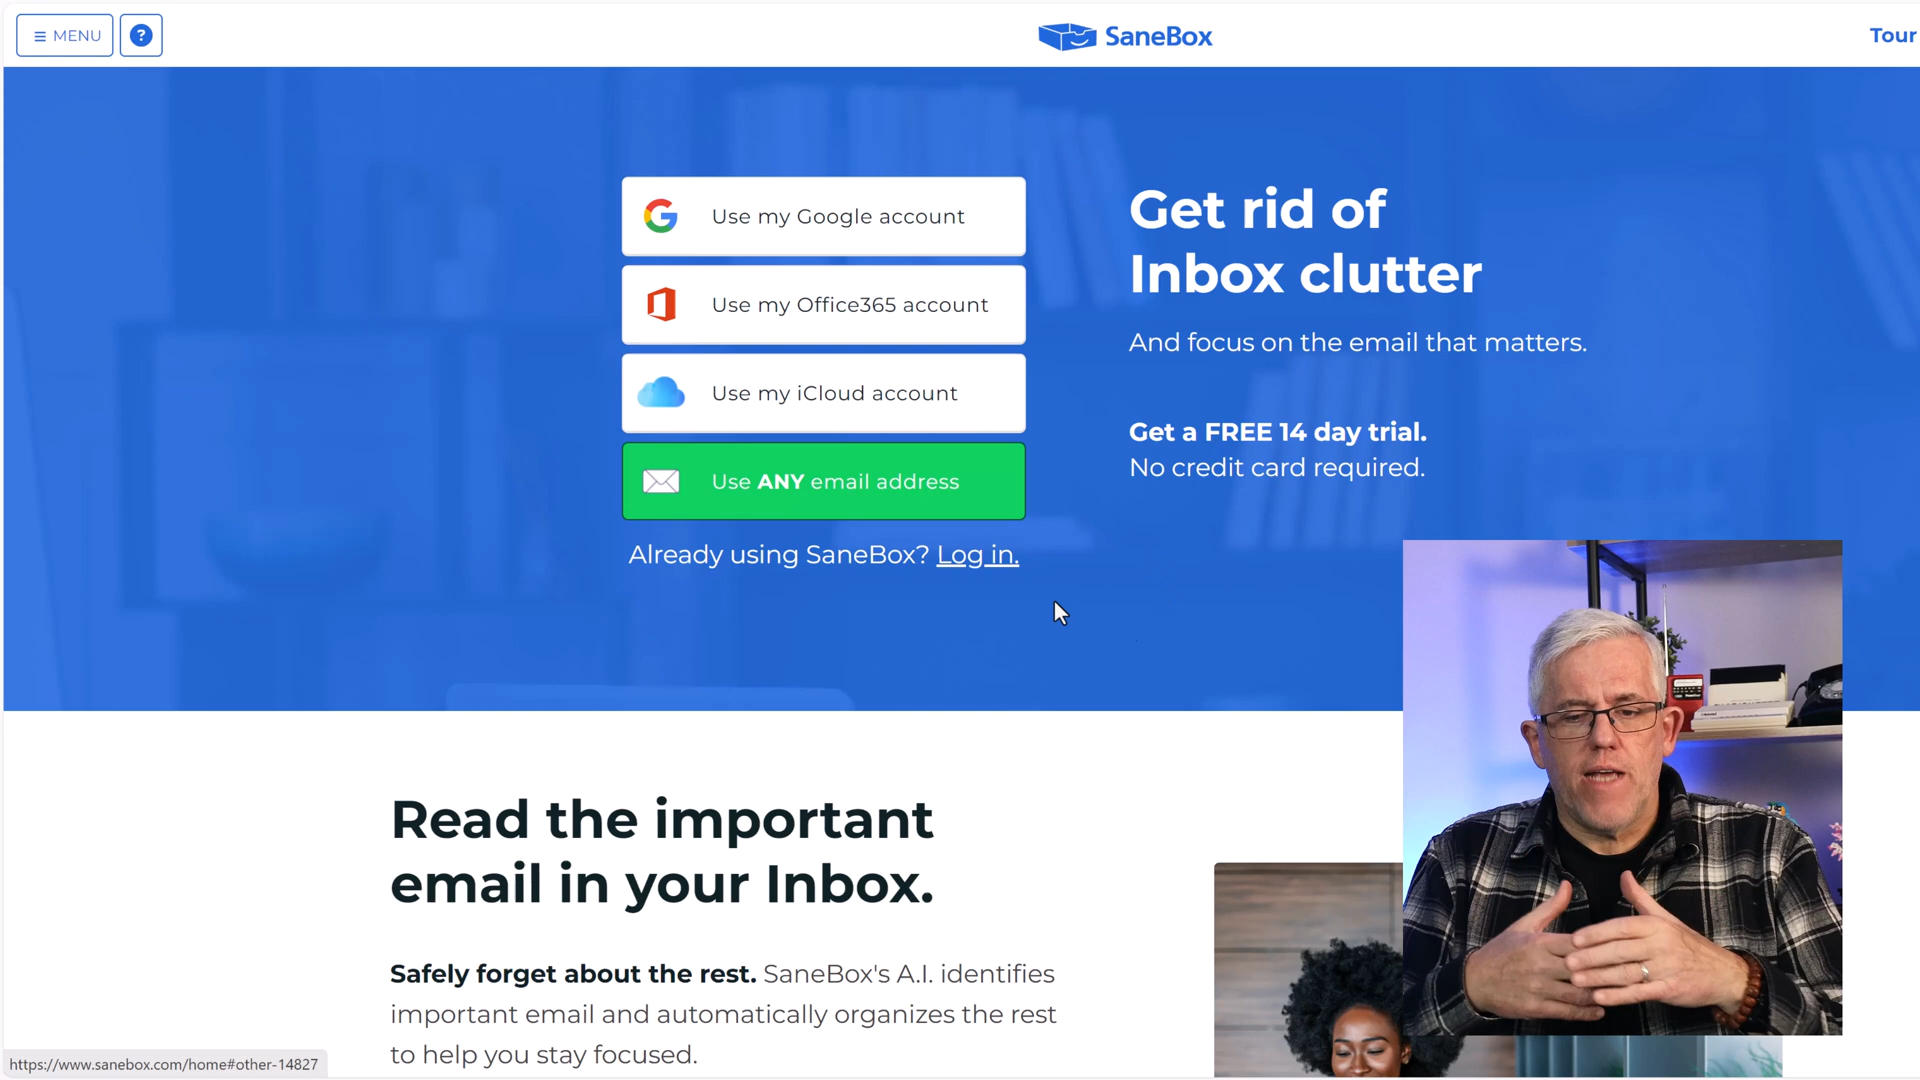 MENU
?
SaneBox
Tour
Use my Google account
Use my Office365 account
Use my iCloud account
Use ANY email address
Already using SaneBox? Log in.
Get rid of
Inbox clutter
And focus on the email that matters.
Get a FREE 14 day trial.
No credit card required.
Read the important
email in your Inbox.
Safely forget about the rest. SaneBox's A.I. identifies
important email and automatically organizes the rest
to help you stay focused.
https://www.sanebox.com/home#other-14827